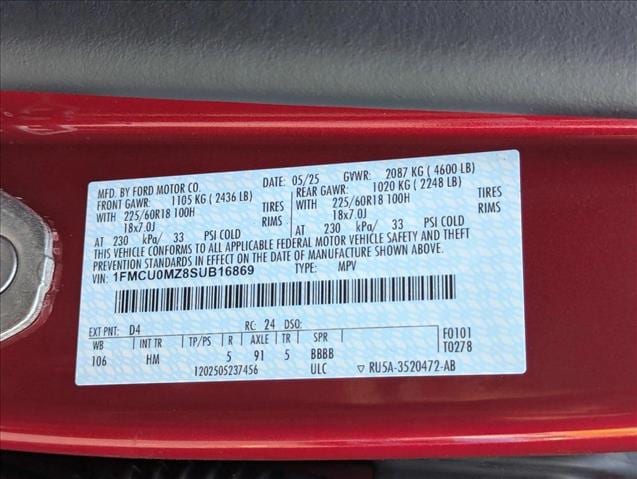 MFD. BY FORD MOTOR CO. DATE: 05/25 GVWR: 2087 KG ( 4600 LB)
FRONT GAWR: 1105 KG ( 2436 LB) REAR GAWR: 1020 KG ( 2248 LB)
WITH 225/60R18 100H TIRES WITH 225/60R18 100H TIRES
18x7.0J RIMS 18x7.0J RIMS
AT 230 kPa/ 33 PSI COLD AT 230 kPa/ 33 PSI COLD
THIS VEHICLE CONFORMS TO ALL APPLICABLE FEDERAL MOTOR VEHICLE SAFETY AND THEFT
PREVENTION STANDARDS IN EFFECT ON THE DATE OF MANUFACTURE SHOWN ABOVE.
VIN: 1FMCU0MZ8SUB16869 TYPE: MPV
EXT PNT: D4 RC: 24 DSO: F0101
WB INT TR TP/PS R AXLE TR SPR T0278
106 HM 5 91 5 BBBB
1202505237456 ULC ▽ RU5A-3520472-AB